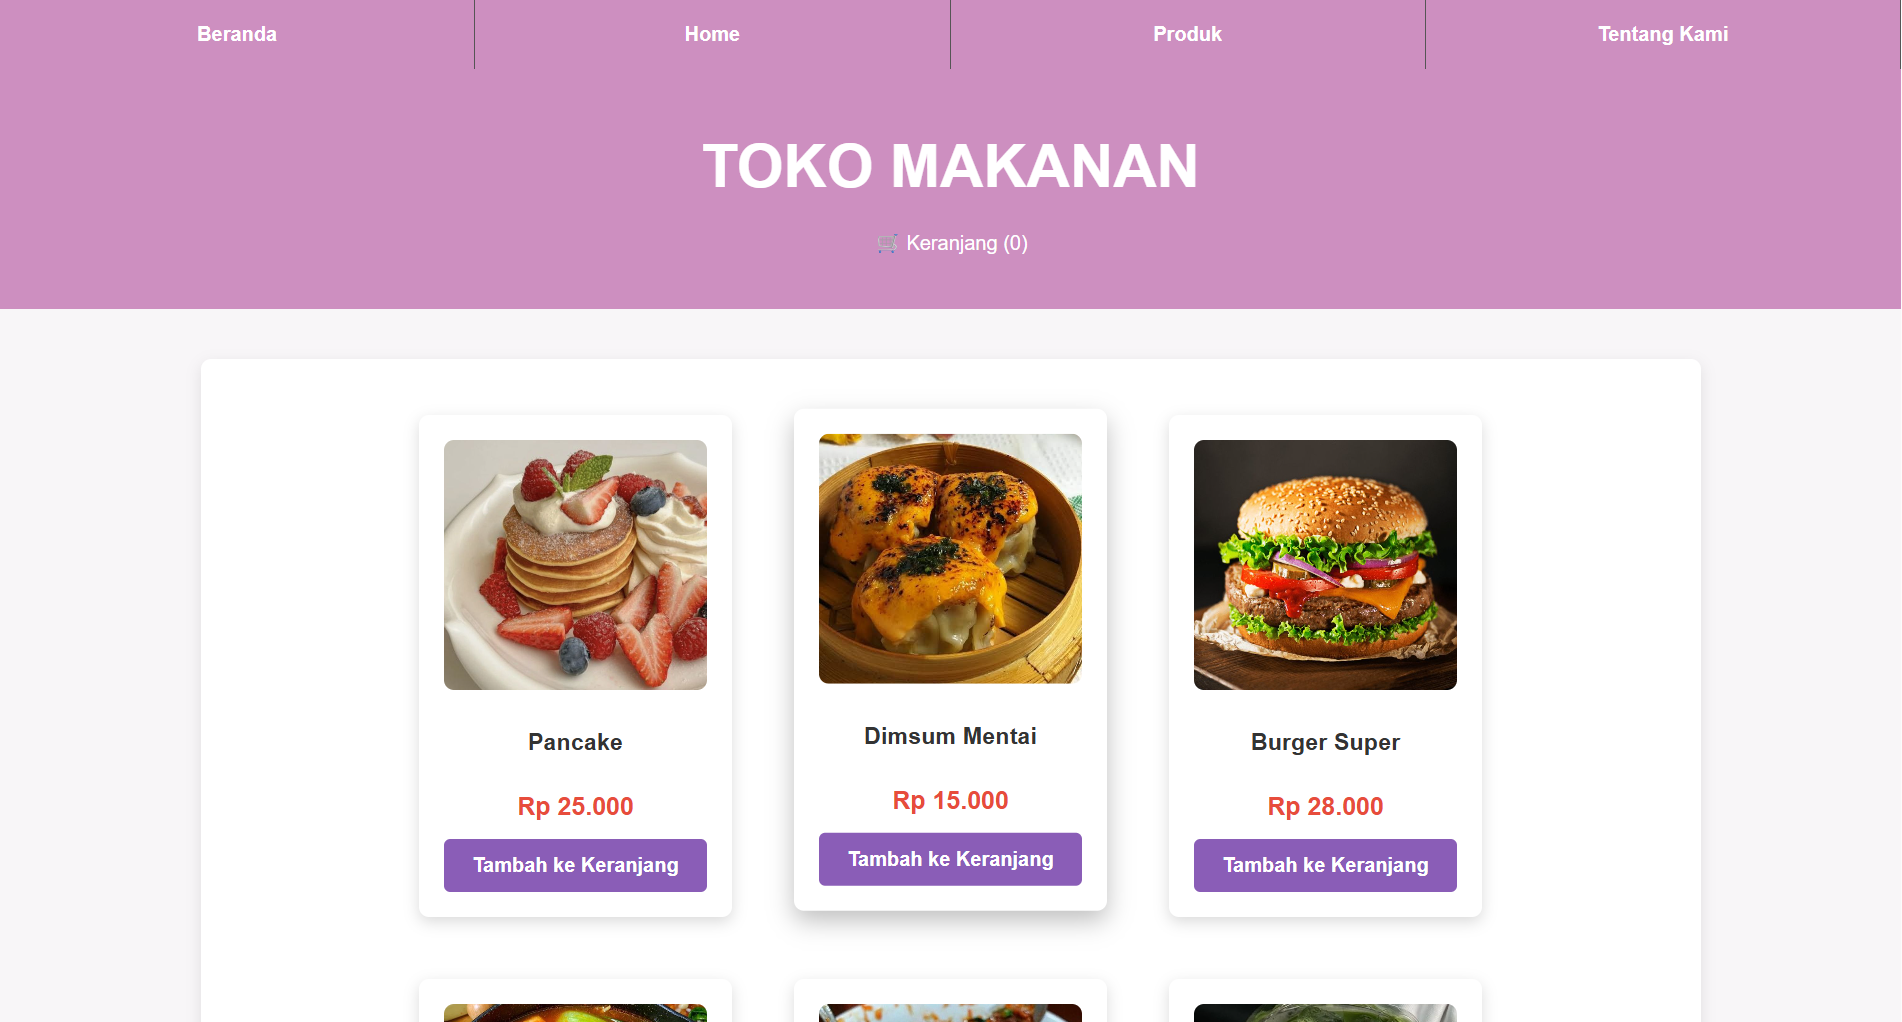 Beranda
Home
Produk
Tentang Kami
TOKO MAKANAN
🛒 Keranjang (0)
Pancake
Rp 25.000
Tambah ke Keranjang
Dimsum Mentai
Rp 15.000
Tambah ke Keranjang
Burger Super
Rp 28.000
Tambah ke Keranjang